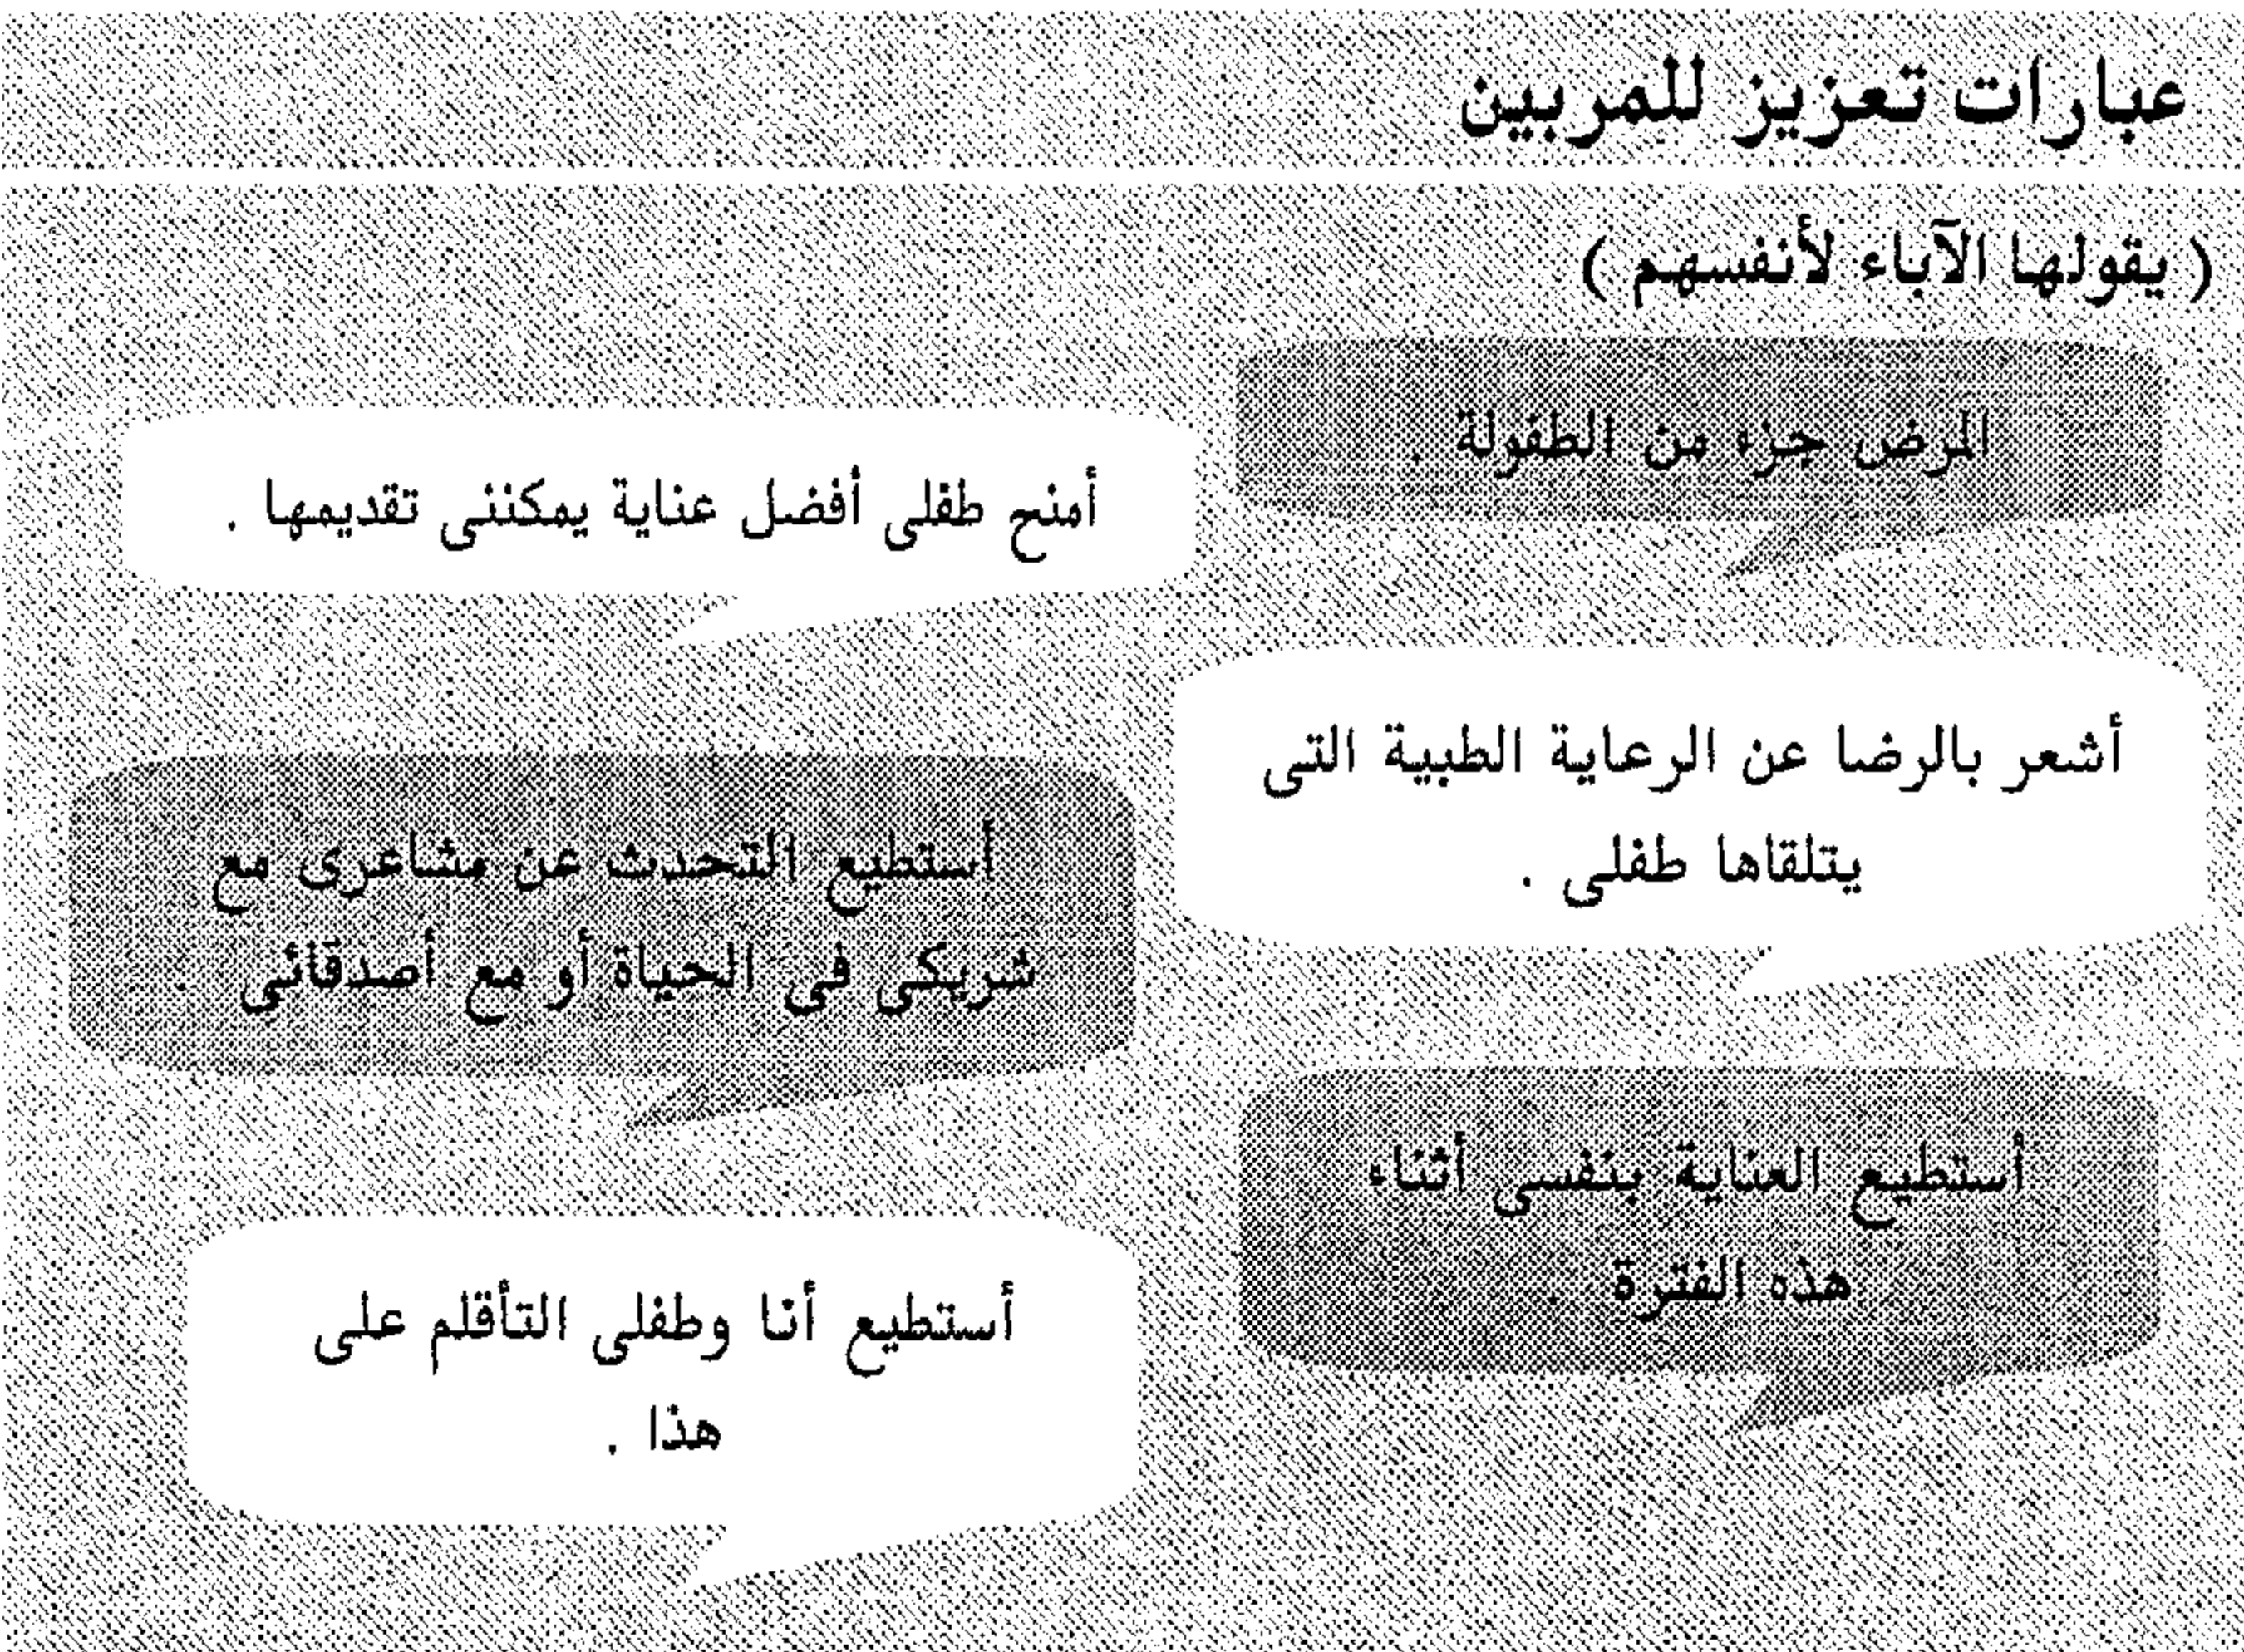 عبارات تعزيز للمربين
( يقولها الآباء لأنفسهم )
المرض جزء من الطفولة .
أمنح طفلى أفضل عناية يمكننى تقديمها .
أشعر بالرضا عن الرعاية الطبية التى
يتلقاها طفلى .
أستطيع التحدث عن مشاعرى مع
شريكى فى الحياة أو مع أصدقائى .
أستطيع العناية بنفسى أثناء
هذه الفترة .
أستطيع أنا وطفلى التأقلم على
هذا .